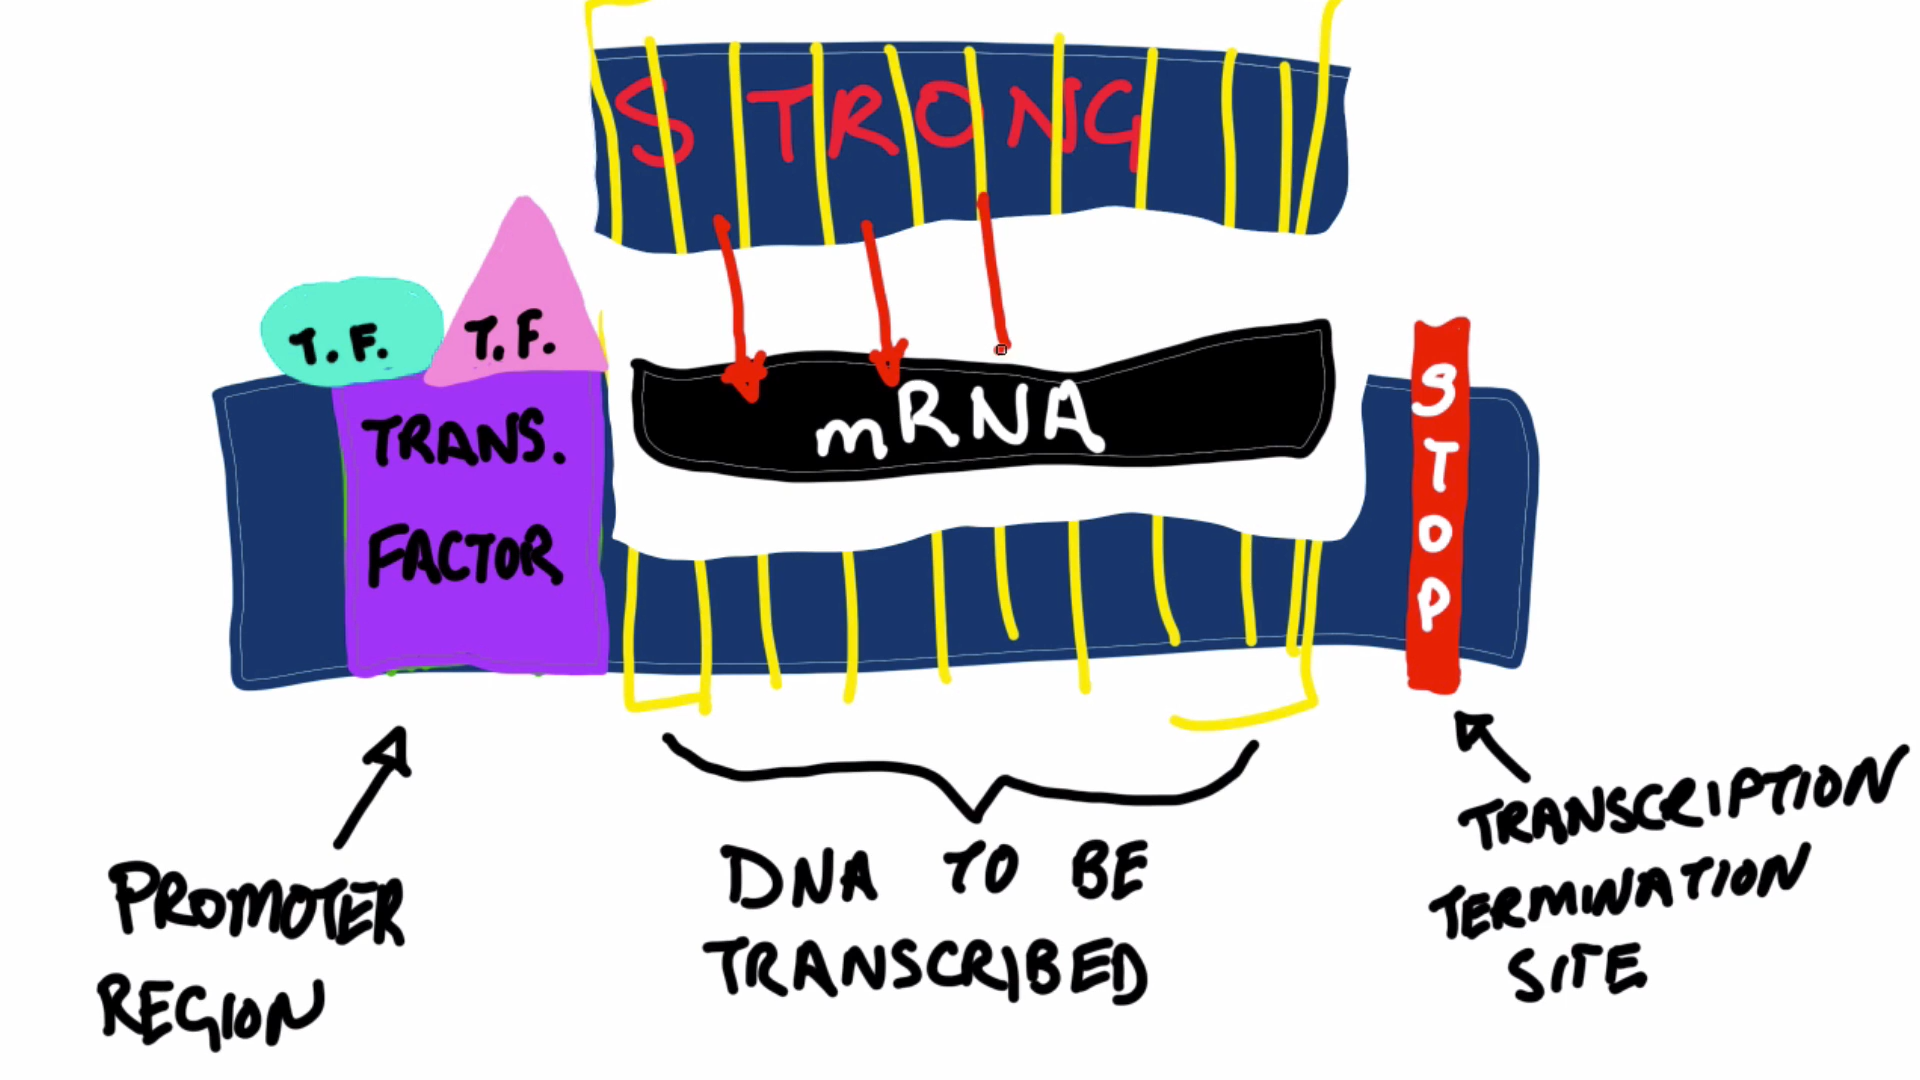 STRONG
T.F.
T.F.
TRANS.
FACTOR
mRNA
STOP
PROMOTER
REGION
DNA TO BE
TRANSCRIBED
TRANSCRIPTION
TERMINATION
SITE